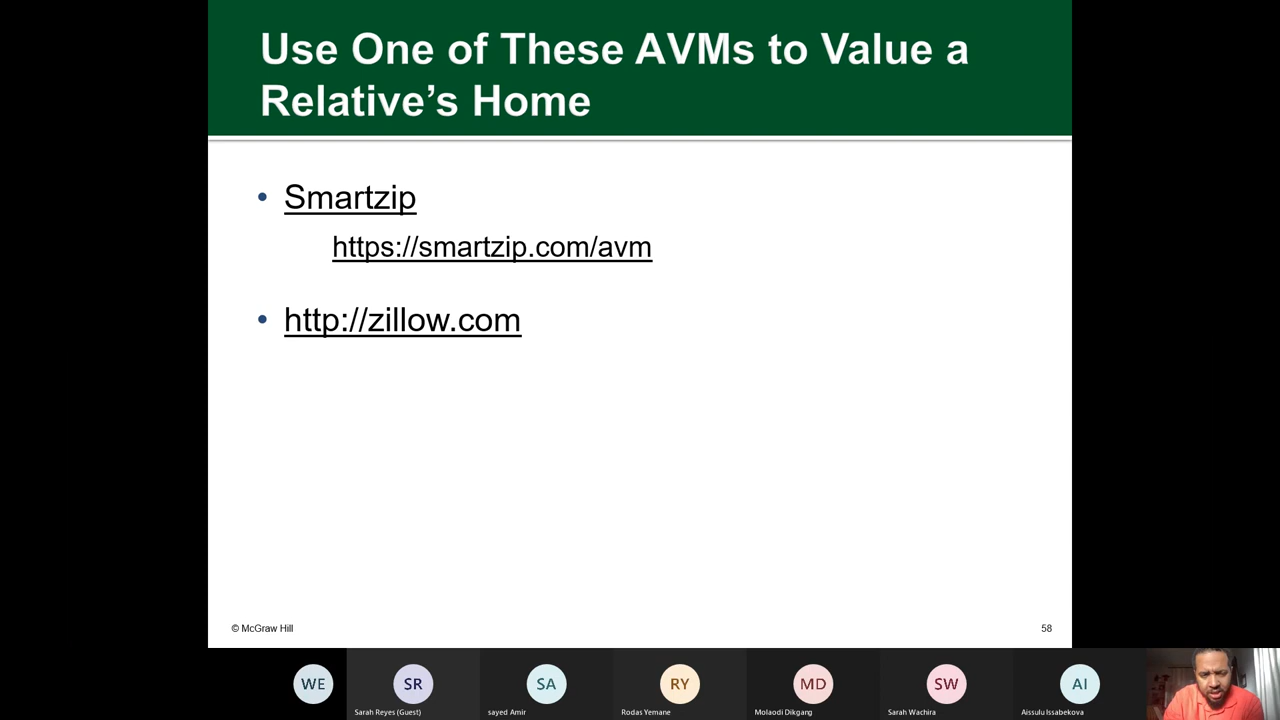 Use One of These AVMs to Value a
Relative’s Home
• Smartzip
https://smartzip.com/avm
• http://zillow.com
© McGraw Hill
58
WE
SR
SA
RY
MD
SW
AI
Sarah Reyes (Guest)
sayed Amir
Rodas Yemane
Molaodi Dikgang
Sarah Wachira
Aissulu Issabekova